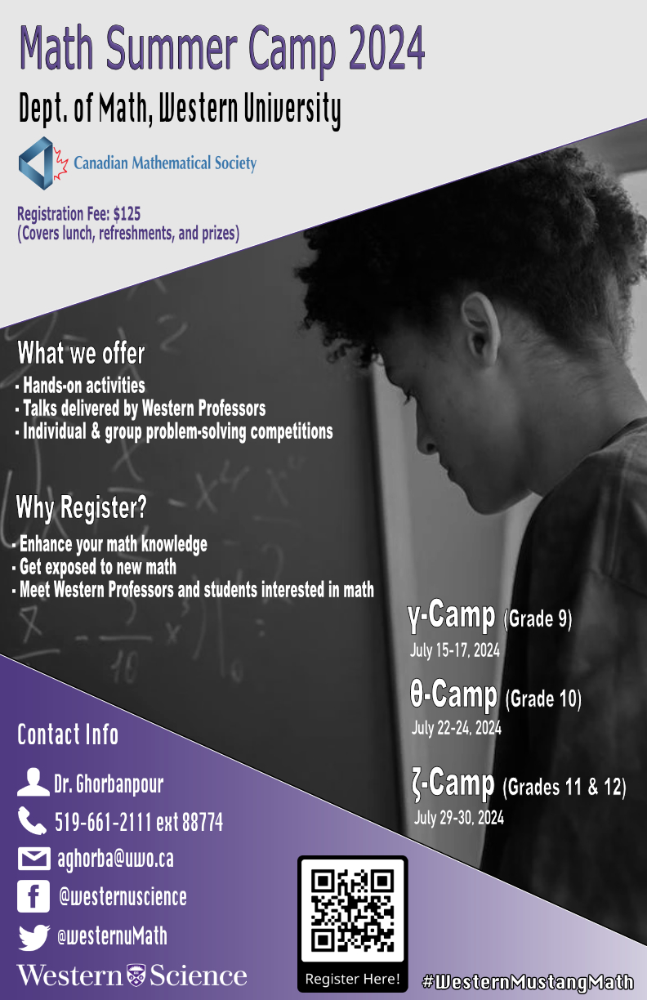 Math Summer Camp 2024
Dept. of Math, Western University
Canadian Mathematical Society
Registration Fee: $125
(Covers lunch, refreshments, and prizes)
What we offer
- Hands-on activities
- Talks delivered by Western Professors
- Individual & group problem-solving competitions
Why Register?
- Enhance your math knowledge
- Get exposed to new math
- Meet Western Professors and students interested in math
γ-Camp (Grade 9)
July 15-17, 2024
θ-Camp (Grade 10)
July 22-24, 2024
ζ-Camp (Grades 11 & 12)
July 29-30, 2024
Contact Info
Dr. Ghorbanpour
519-661-2111 ext 88774
aghorba@uwo.ca
@westernuscience
@westernuMath
Western Science
Register Here!
#WesternMustangMath